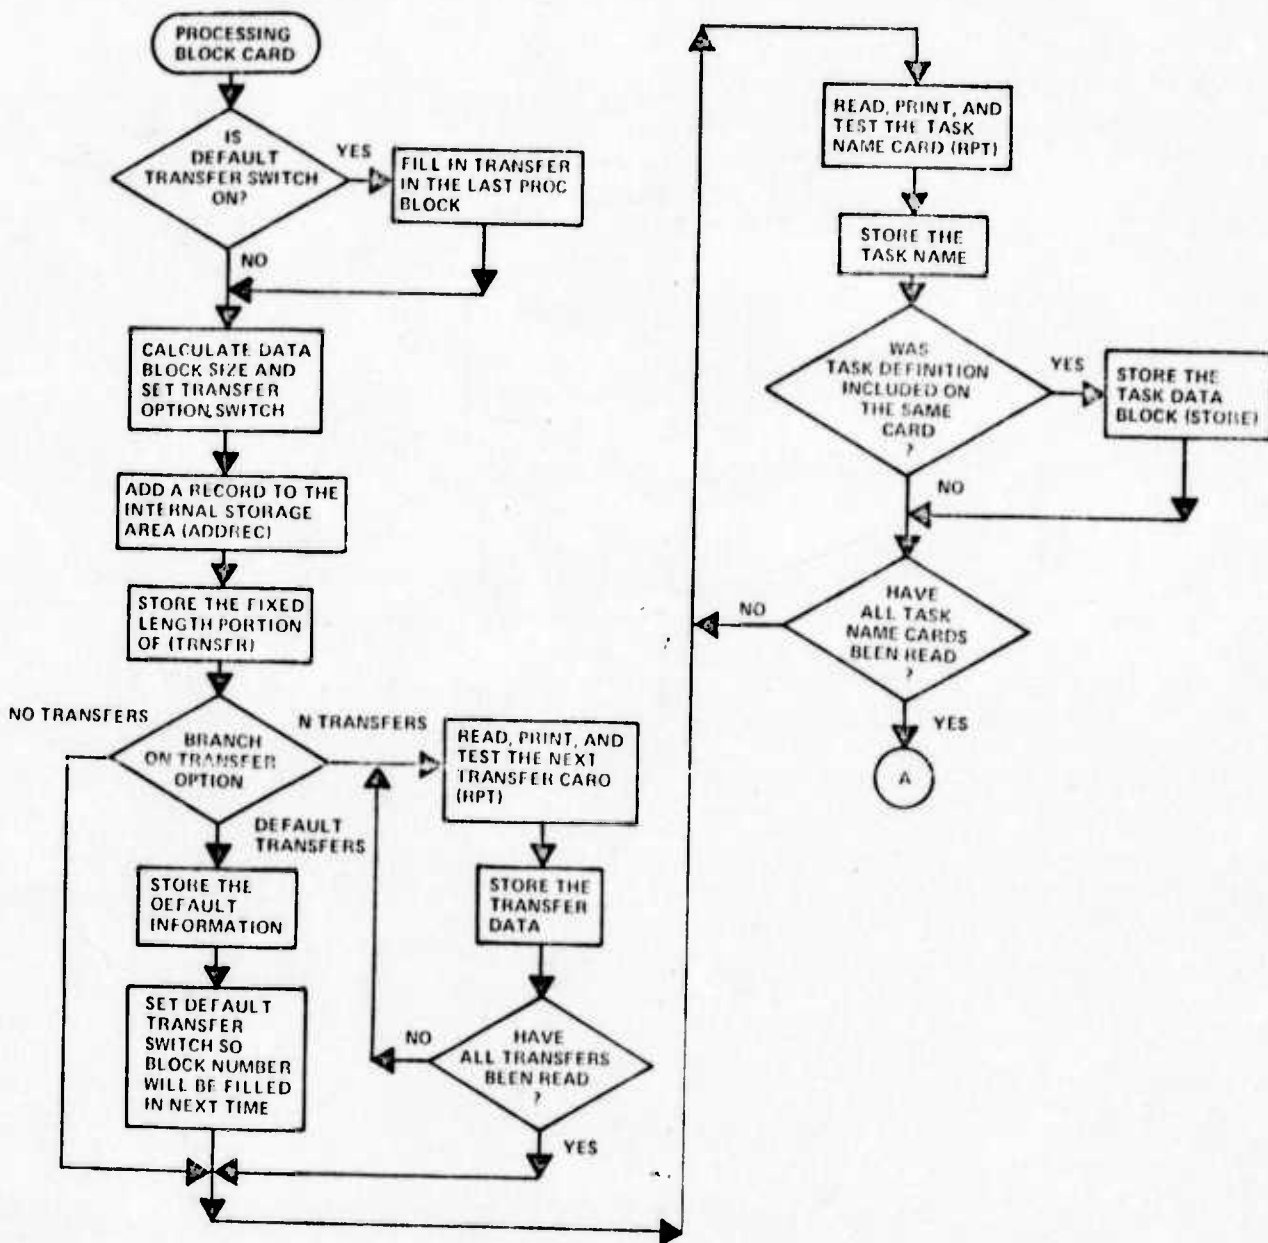 PROCESSING
BLOCK CARD
IS
DEFAULT
TRANSFER SWITCH
ON?
YES
FILL IN TRANSFER
IN THE LAST PROC
BLOCK
NO
CALCULATE DATA
BLOCK SIZE AND
SET TRANSFER
OPTION SWITCH
ADD A RECORD TO THE
INTERNAL STORAGE
AREA (ADDREC)
STORE THE FIXED
LENGTH PORTION
OF (TRNSFR)
NO TRANSFERS
BRANCH
ON TRANSFER
OPTION
N TRANSFERS
READ, PRINT, AND
TEST THE NEXT
TRANSFER CARD
(RPT)
DEFAULT
TRANSFERS
STORE THE
DEFAULT
INFORMATION
STORE THE
TRANSFER
DATA
SET DEFAULT
TRANSFER
SWITCH SO
BLOCK NUMBER
WILL BE FILLED
IN NEXT TIME
NO
HAVE
ALL TRANSFERS
BEEN READ
?
YES
READ, PRINT, AND
TEST THE TASK
NAME CARD (RPT)
STORE THE
TASK NAME
WAS
TASK DEFINITION
INCLUDED ON
THE SAME
CARD
?
YES
STORE THE
TASK DATA
BLOCK (STORE)
NO
HAVE
ALL TASK
NAME CARDS
BEEN READ
?
NO
YES
A